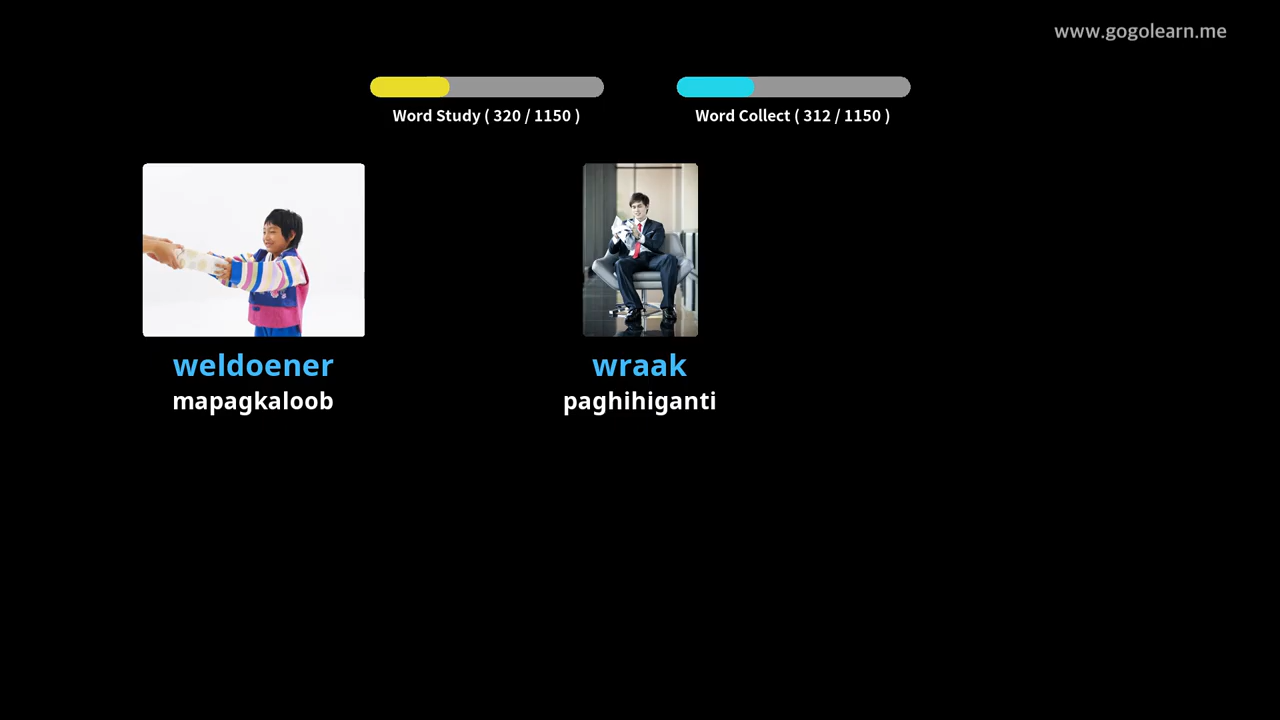 www.gogolearn.me
Word Study ( 320 / 1150 )
Word Collect ( 312 / 1150 )
weldoener
mapagkaloob
wraak
paghihiganti